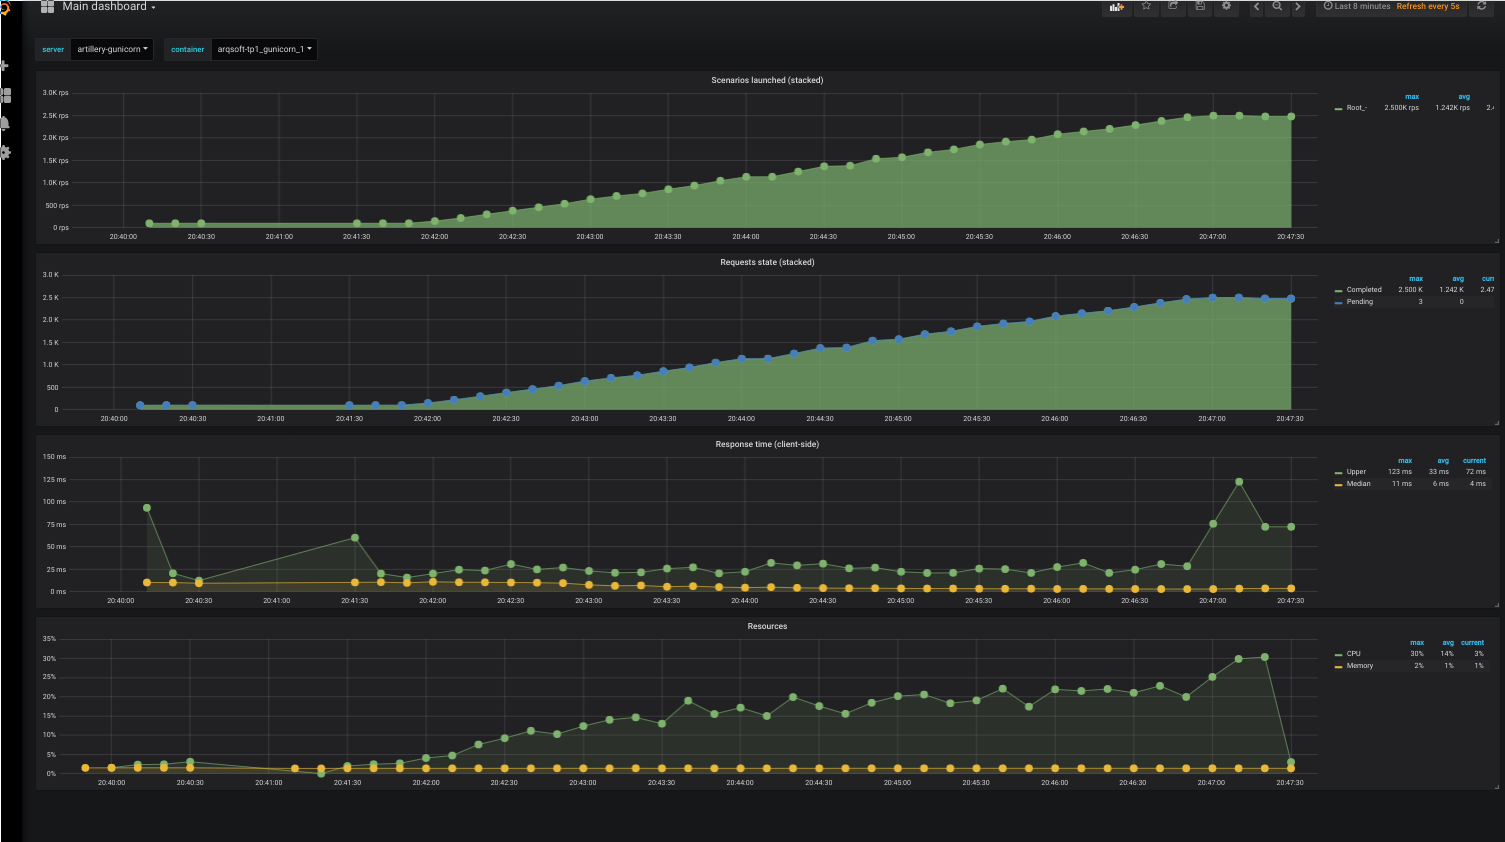 Main dashboard
Last 8 minutes Refresh every 5s
server artillery-gunicorn container arqsoft-tp1_gunicorn_1
Scenarios launched (stacked)
3.0K rps
2.5K rps
2.0K rps
1.5K rps
1.0K rps
500 rps
0 rps
20:40:00 20:40:30 20:41:00 20:41:30 20:42:00 20:42:30 20:43:00 20:43:30 20:44:00 20:44:30 20:45:00 20:45:30 20:46:00 20:46:30 20:47:00 20:47:30
max avg
Root_- 2.500K rps 1.242K rps 2.
Requests state (stacked)
3.0 K
2.5 K
2.0 K
1.5 K
1.0 K
500
0
20:40:00 20:40:30 20:41:00 20:41:30 20:42:00 20:42:30 20:43:00 20:43:30 20:44:00 20:44:30 20:45:00 20:45:30 20:46:00 20:46:30 20:47:00 20:47:30
max avg curr
Completed 2.500 K 1.242 K 2.47
Pending 3 0
Response time (client-side)
150 ms
125 ms
100 ms
75 ms
50 ms
25 ms
0 ms
20:40:00 20:40:30 20:41:00 20:41:30 20:42:00 20:42:30 20:43:00 20:43:30 20:44:00 20:44:30 20:45:00 20:45:30 20:46:00 20:46:30 20:47:00 20:47:30
max avg current
Upper 123 ms 33 ms 72 ms
Median 11 ms 6 ms 4 ms
Resources
35%
30%
25%
20%
15%
10%
5%
0%
20:40:00 20:40:30 20:41:00 20:41:30 20:42:00 20:42:30 20:43:00 20:43:30 20:44:00 20:44:30 20:45:00 20:45:30 20:46:00 20:46:30 20:47:00 20:47:30
max avg current
CPU 30% 14% 3%
Memory 2% 1% 1%